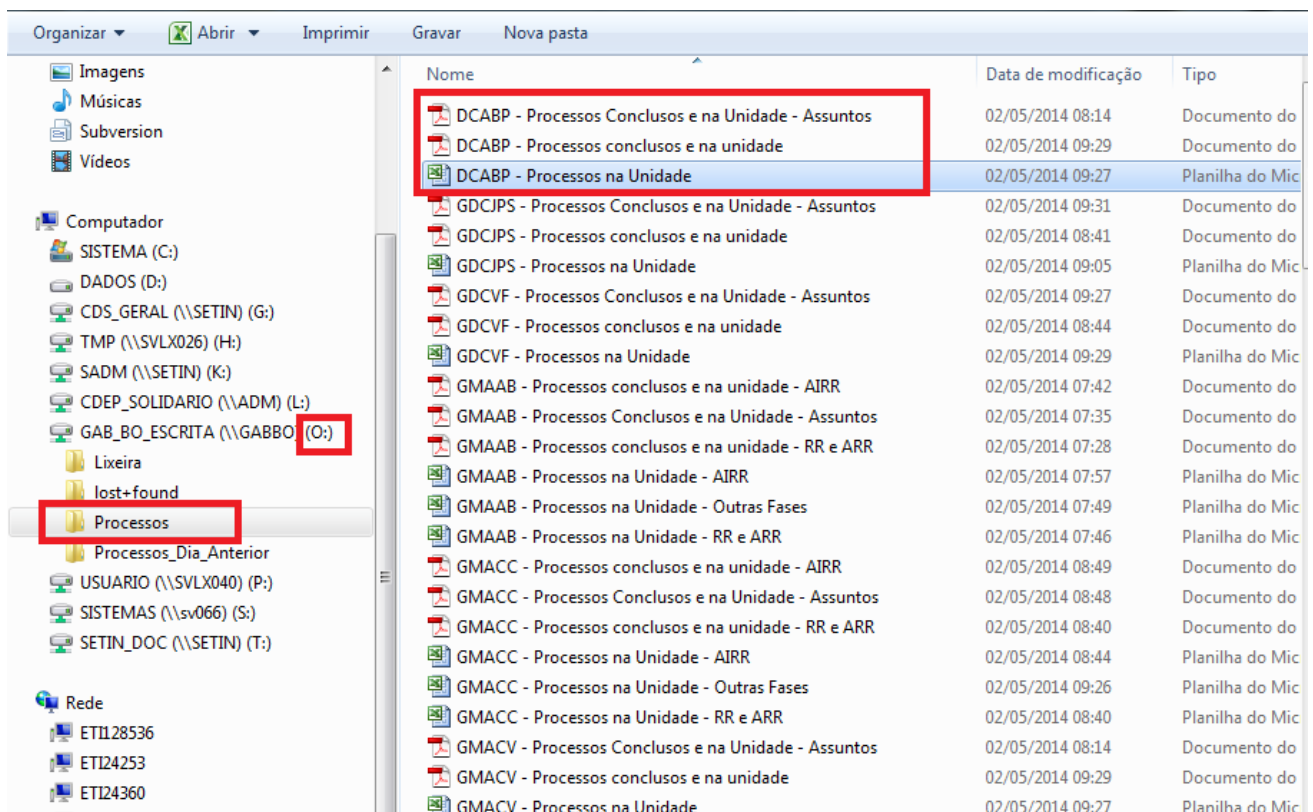 Organizar Abrir Imprimir Gravar Nova pasta
Imagens
Músicas
Subversion
Vídeos
Computador
SISTEMA (C:)
DADOS (D:)
CDS_GERAL (\\SETIN) (G:)
TMP (\\SVLX026) (H:)
SADM (\\SETIN) (K:)
CDEP_SOLIDARIO (\\ADM) (L:)
GAB_BO_ESCRITA (\\GABBO) (O:)
Lixeira
lost+found
Processos
Processos_Dia_Anterior
USUARIO (\\SVLX040) (P:)
SISTEMAS (\\sv066) (S:)
SETIN_DOC (\\SETIN) (T:)
Rede
ETI128536
ETI24253
ETI24360
Nome Data de modificação Tipo
DCABP - Processos Conclusos e na Unidade - Assuntos 02/05/2014 08:14 Documento do
DCABP - Processos conclusos e na unidade 02/05/2014 09:29 Documento do
DCABP - Processos na Unidade 02/05/2014 09:27 Planilha do Mic
GDCJPS - Processos Conclusos e na Unidade - Assuntos 02/05/2014 09:31 Documento do
GDCJPS - Processos conclusos e na unidade 02/05/2014 08:41 Documento do
GDCJPS - Processos na Unidade 02/05/2014 09:05 Planilha do Mic
GDCVF - Processos Conclusos e na Unidade - Assuntos 02/05/2014 09:27 Documento do
GDCVF - Processos conclusos e na unidade 02/05/2014 08:44 Documento do
GDCVF - Processos na Unidade 02/05/2014 09:29 Planilha do Mic
GMAAB - Processos conclusos e na unidade - AIRR 02/05/2014 07:42 Documento do
GMAAB - Processos Conclusos e na Unidade - Assuntos 02/05/2014 07:35 Documento do
GMAAB - Processos conclusos e na unidade - RR e ARR 02/05/2014 07:28 Documento do
GMAAB - Processos na Unidade - AIRR 02/05/2014 07:57 Planilha do Mic
GMAAB - Processos na Unidade - Outras Fases 02/05/2014 07:49 Planilha do Mic
GMAAB - Processos na Unidade - RR e ARR 02/05/2014 07:46 Planilha do Mic
GMACC - Processos conclusos e na unidade - AIRR 02/05/2014 08:49 Documento do
GMACC - Processos Conclusos e na Unidade - Assuntos 02/05/2014 08:48 Documento do
GMACC - Processos conclusos e na unidade - RR e ARR 02/05/2014 08:40 Documento do
GMACC - Processos na Unidade - AIRR 02/05/2014 08:44 Planilha do Mic
GMACC - Processos na Unidade - Outras Fases 02/05/2014 09:26 Planilha do Mic
GMACC - Processos na Unidade - RR e ARR 02/05/2014 08:40 Planilha do Mic
GMACV - Processos Conclusos e na Unidade - Assuntos 02/05/2014 08:14 Documento do
GMACV - Processos conclusos e na unidade 02/05/2014 09:29 Documento do
GMACV - Processos na Unidade 02/05/2014 09:27 Planilha do Mic